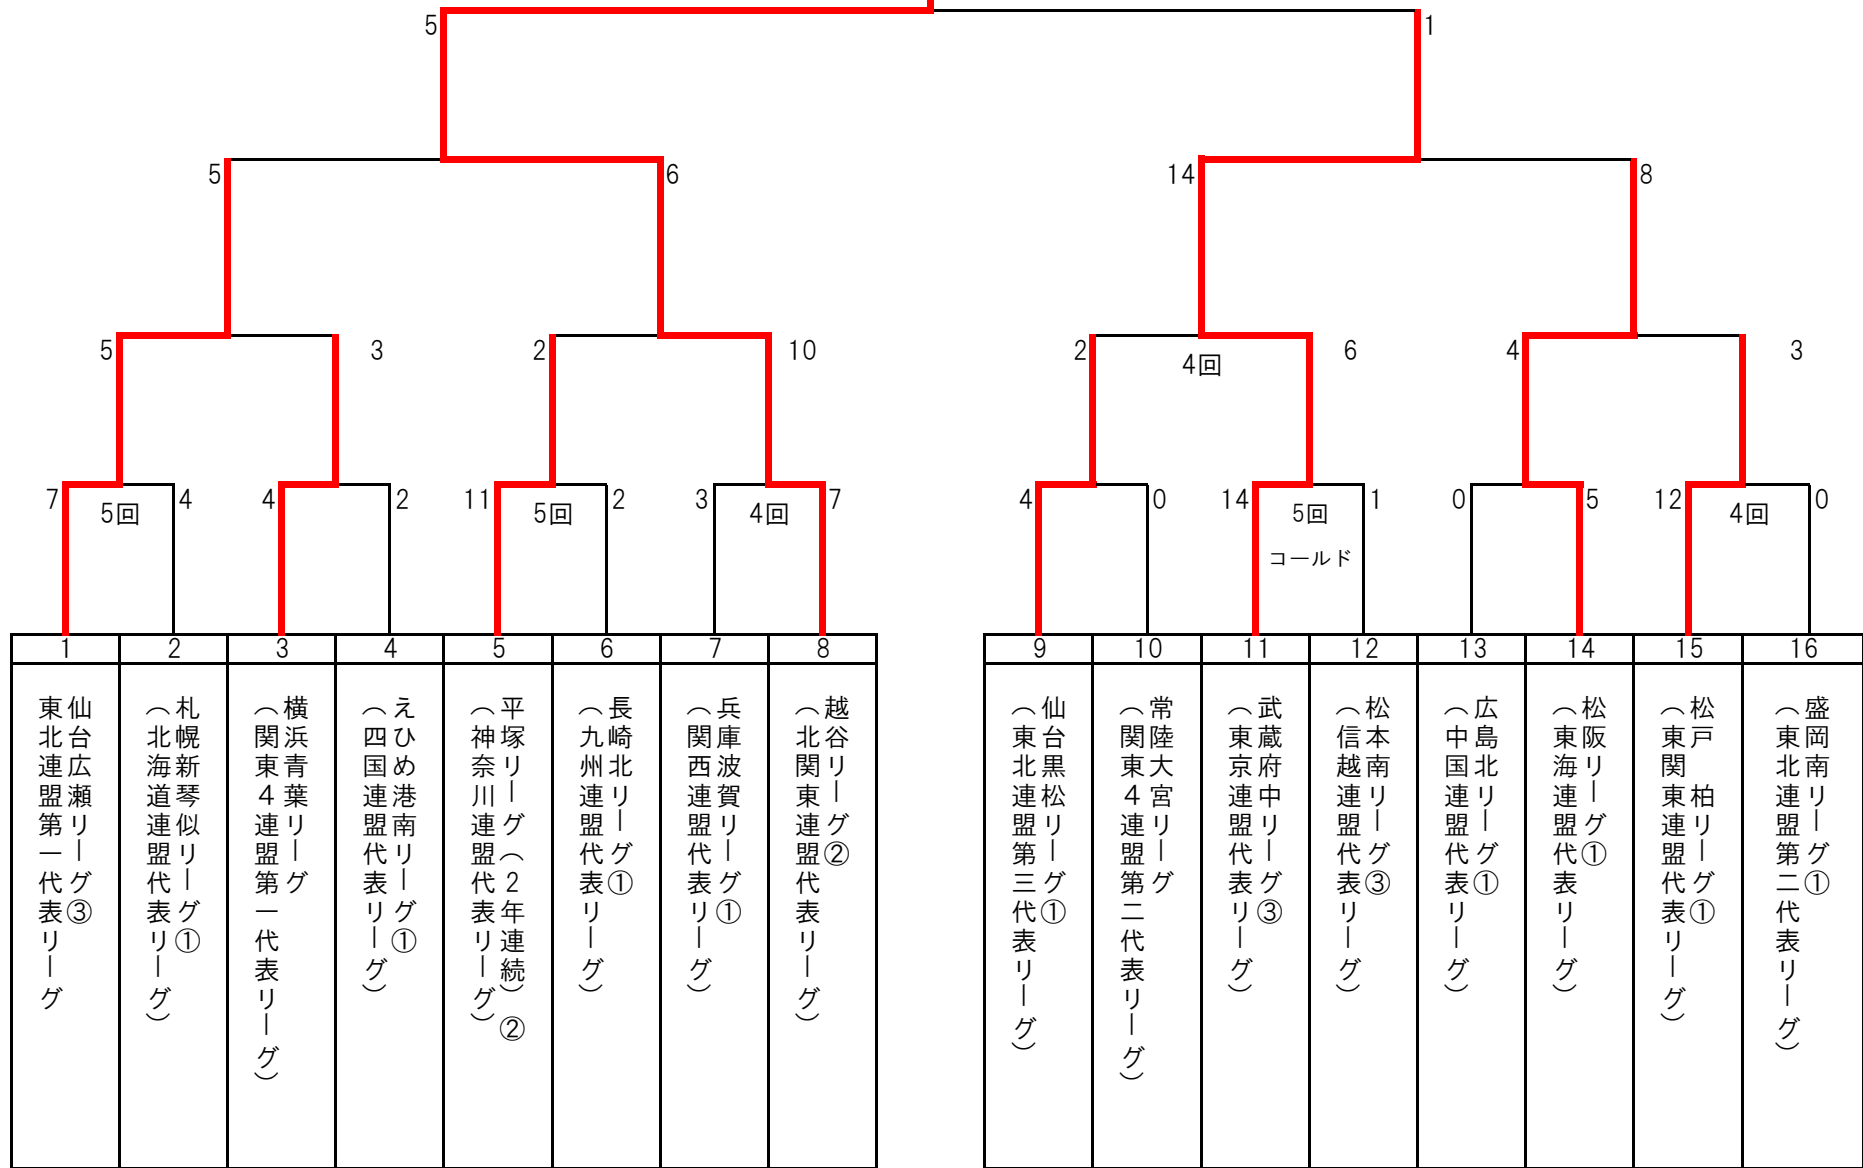 5
1
5
6
14
8
5
3
2
10
2
4回
6
4
3
7
5回
4
4
2
11
5回
2
3
4回
7
4
0
14
5回
コールド
1
0
5
12
4回
0
1
2
3
4
5
6
7
8
9
10
11
12
13
14
15
16
仙台広瀬リーグ③
東北連盟第一代表リーグ
札幌新琴似リーグ①
（北海道連盟代表リーグ）
横浜青葉リーグ
（関東４連盟第一代表リーグ）
えひめ港南リーグ①
（四国連盟代表リーグ）
平塚リーグ（２年連続）②
（神奈川連盟代表リーグ）
長崎北リーグ①
（九州連盟代表リーグ）
兵庫波賀リーグ①
（関西連盟代表リーグ）
越谷リーグ②
（北関東連盟代表リーグ）
仙台黒松リーグ①
（東北連盟第三代表リーグ）
常陸大宮リーグ
（関東４連盟第二代表リーグ）
武蔵府中リーグ③
（東京連盟代表リーグ）
松本南リーグ③
（信越連盟代表リーグ）
広島北リーグ①
（中国連盟代表リーグ）
松阪リーグ①
（東海連盟代表リーグ）
松戸　柏リーグ①
（東関東連盟代表リーグ）
盛岡南リーグ①
（東北連盟第二代表リーグ）